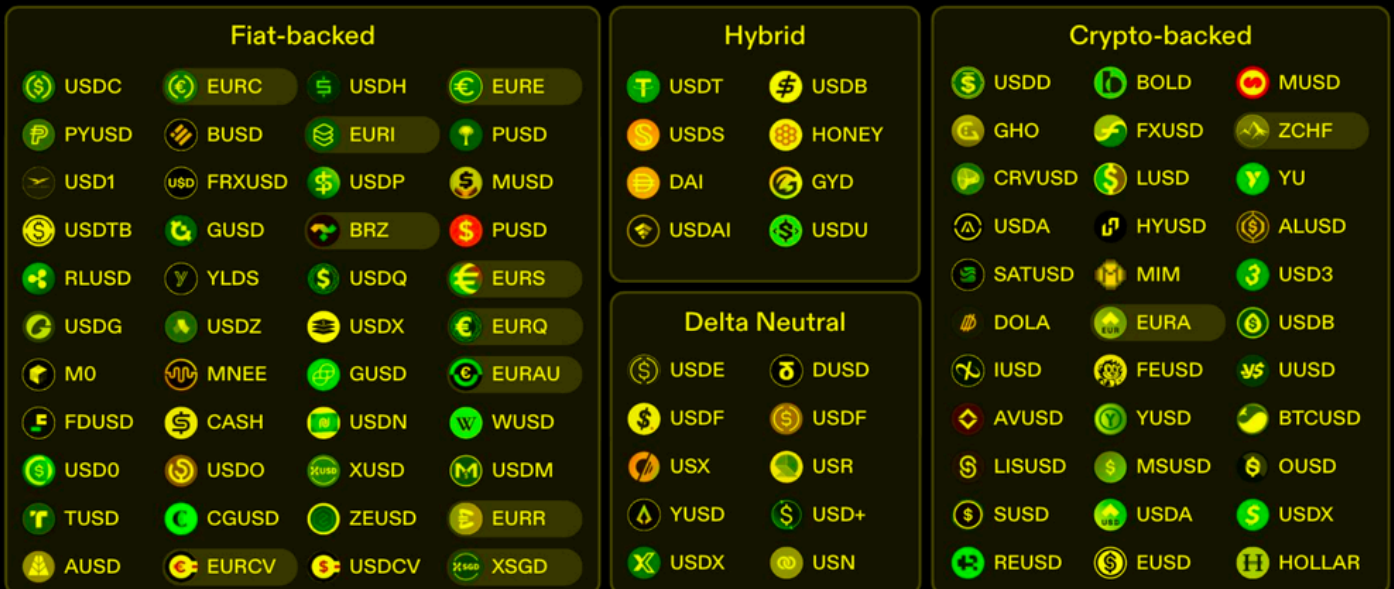 Fiat-backed
USDC EURC USDH EURE
PYUSD BUSD EURI PUSD
USD1 FRXUSD USDP MUSD
USDTB GUSD BRZ PUSD
RLUSD YLDS USDQ EURS
USDG USDZ USDX EURQ
M0 MNEE GUSD EURAU
FDUSD CASH USDN WUSD
USD0 USDO XUSD USDM
TUSD CGUSD ZEUSD EURR
AUSD EURCV USDCV XSGD
Hybrid
USDT USDB
USDS HONEY
DAI GYD
USDAI USDU
Delta Neutral
USDE DUSD
USDF USDF
USX USR
YUSD USD+
USDX USN
Crypto-backed
USDD BOLD MUSD
GHO FXUSD ZCHF
CRVUSD LUSD YU
USDA HYUSD ALUSD
SATUSD MIM USD3
DOLA EURA USDB
IUSD FEUSD UUSD
AVUSD YUSD BTCUSD
LISUSD MSUSD OUSD
SUSD USDA USDX
REUSD EUSD HOLLAR